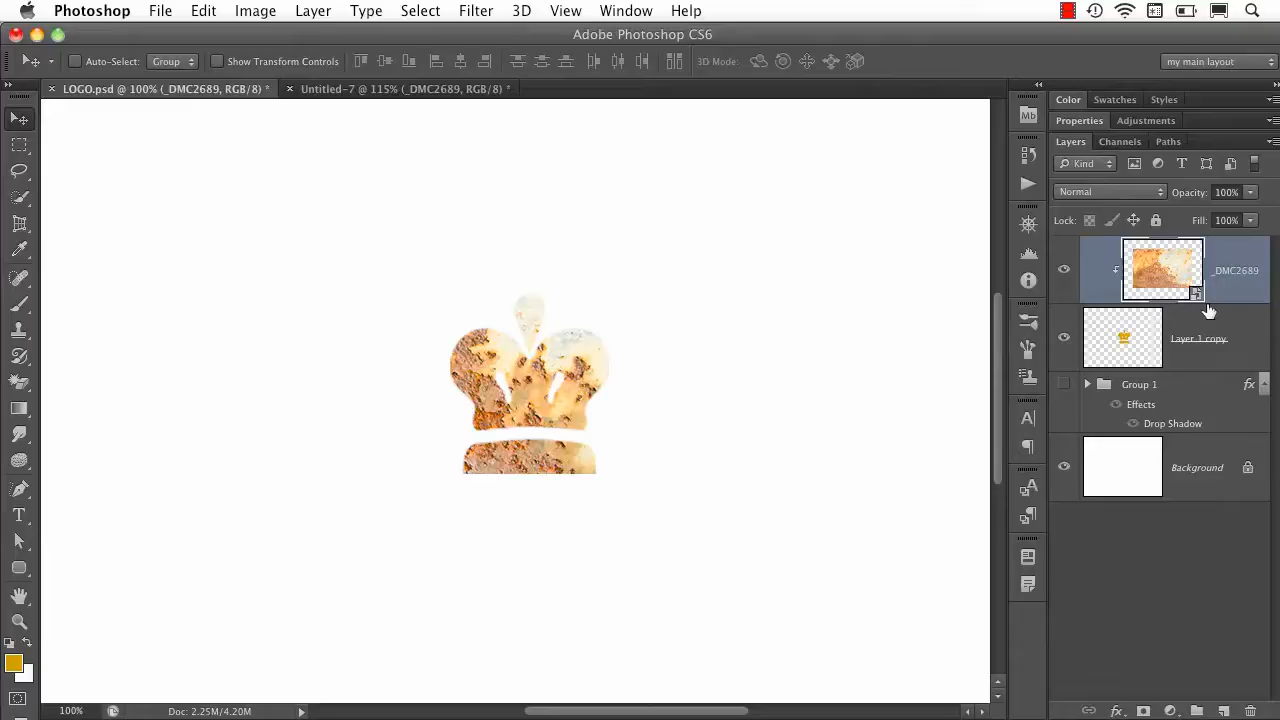 Photoshop File Edit Image Layer Type Select Filter 3D View Window Help
Adobe Photoshop CS6
Auto-Select: Group Show Transform Controls 3D Mode: my main layout
LOGO.psd @ 100% (_DMC2689, RGB/8) * Untitled-7 @ 115% (_DMC2689, RGB/8) *
Color Swatches Styles
Mb
Properties Adjustments
Layers Channels Paths
Kind
Normal Opacity: 100%
Lock: Fill: 100%
_DMC2689
Layer 1 copy
Group 1 fx
Effects
Drop Shadow
Background
100% Doc: 2.25M/4.20M fx